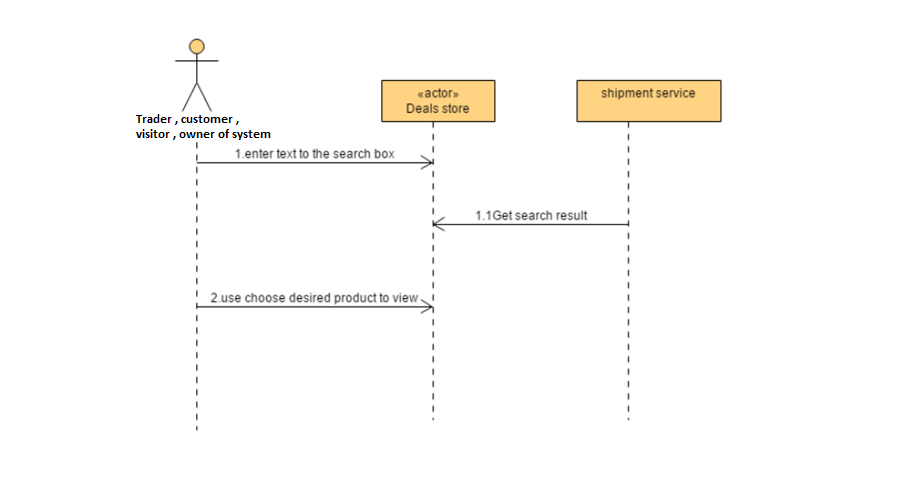 «actor»
Deals store
shipment service
Trader , customer ,
visitor , owner of system
1.enter text to the search box
1.1Get search result
2.use choose desired product to view